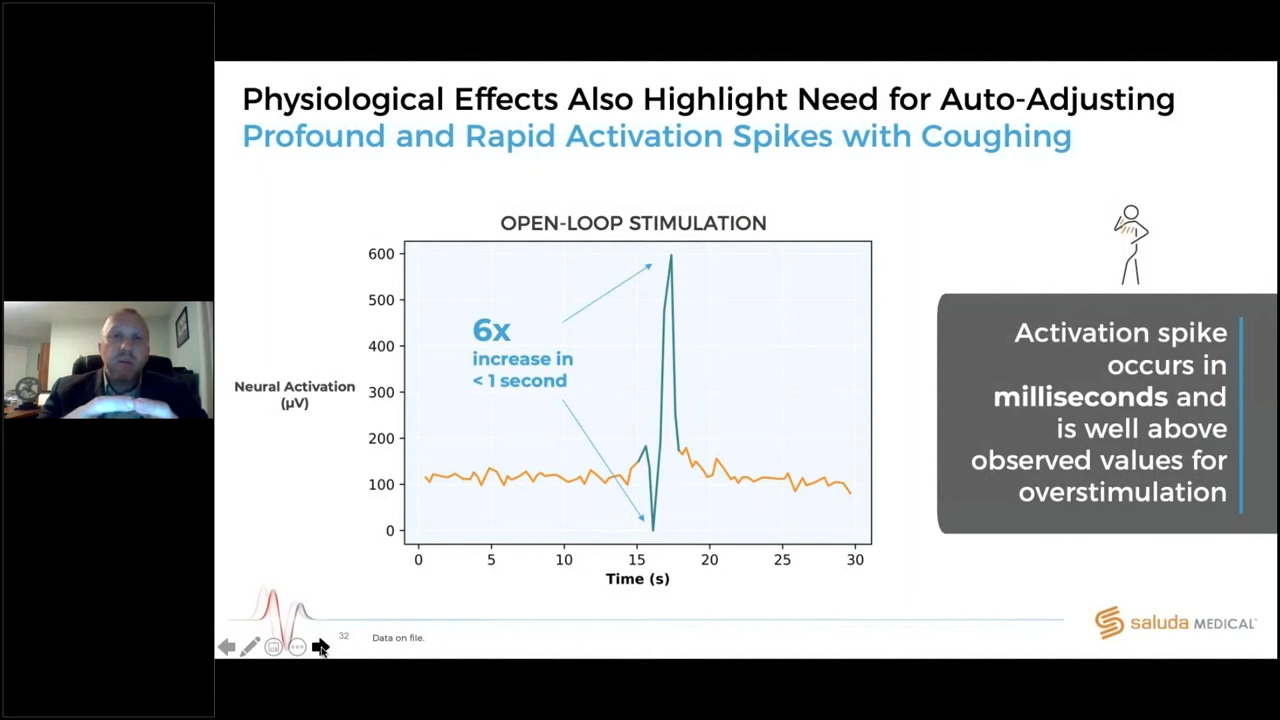 Physiological Effects Also Highlight Need for Auto-Adjusting
Profound and Rapid Activation Spikes with Coughing
OPEN-LOOP STIMULATION
600
500
400
300
200
100
0
Neural Activation
(µV)
6x
increase in
< 1 second
0 5 10 15 20 25 30
Time (s)
Activation spike
occurs in
milliseconds and
is well above
observed values for
overstimulation
32
Data on file.
saluda MEDICAL™